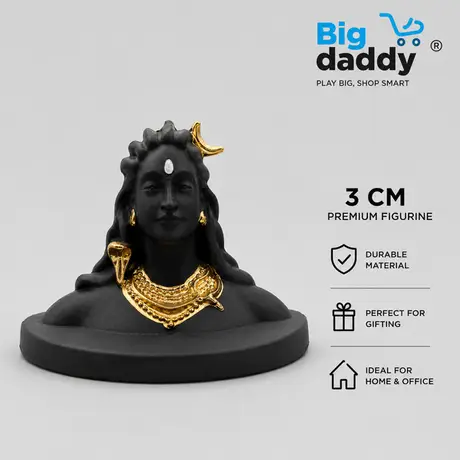 Big
daddy ®
PLAY BIG, SHOP SMART
3 CM
PREMIUM FIGURINE
DURABLE
MATERIAL
PERFECT FOR
GIFTING
IDEAL FOR
HOME & OFFICE